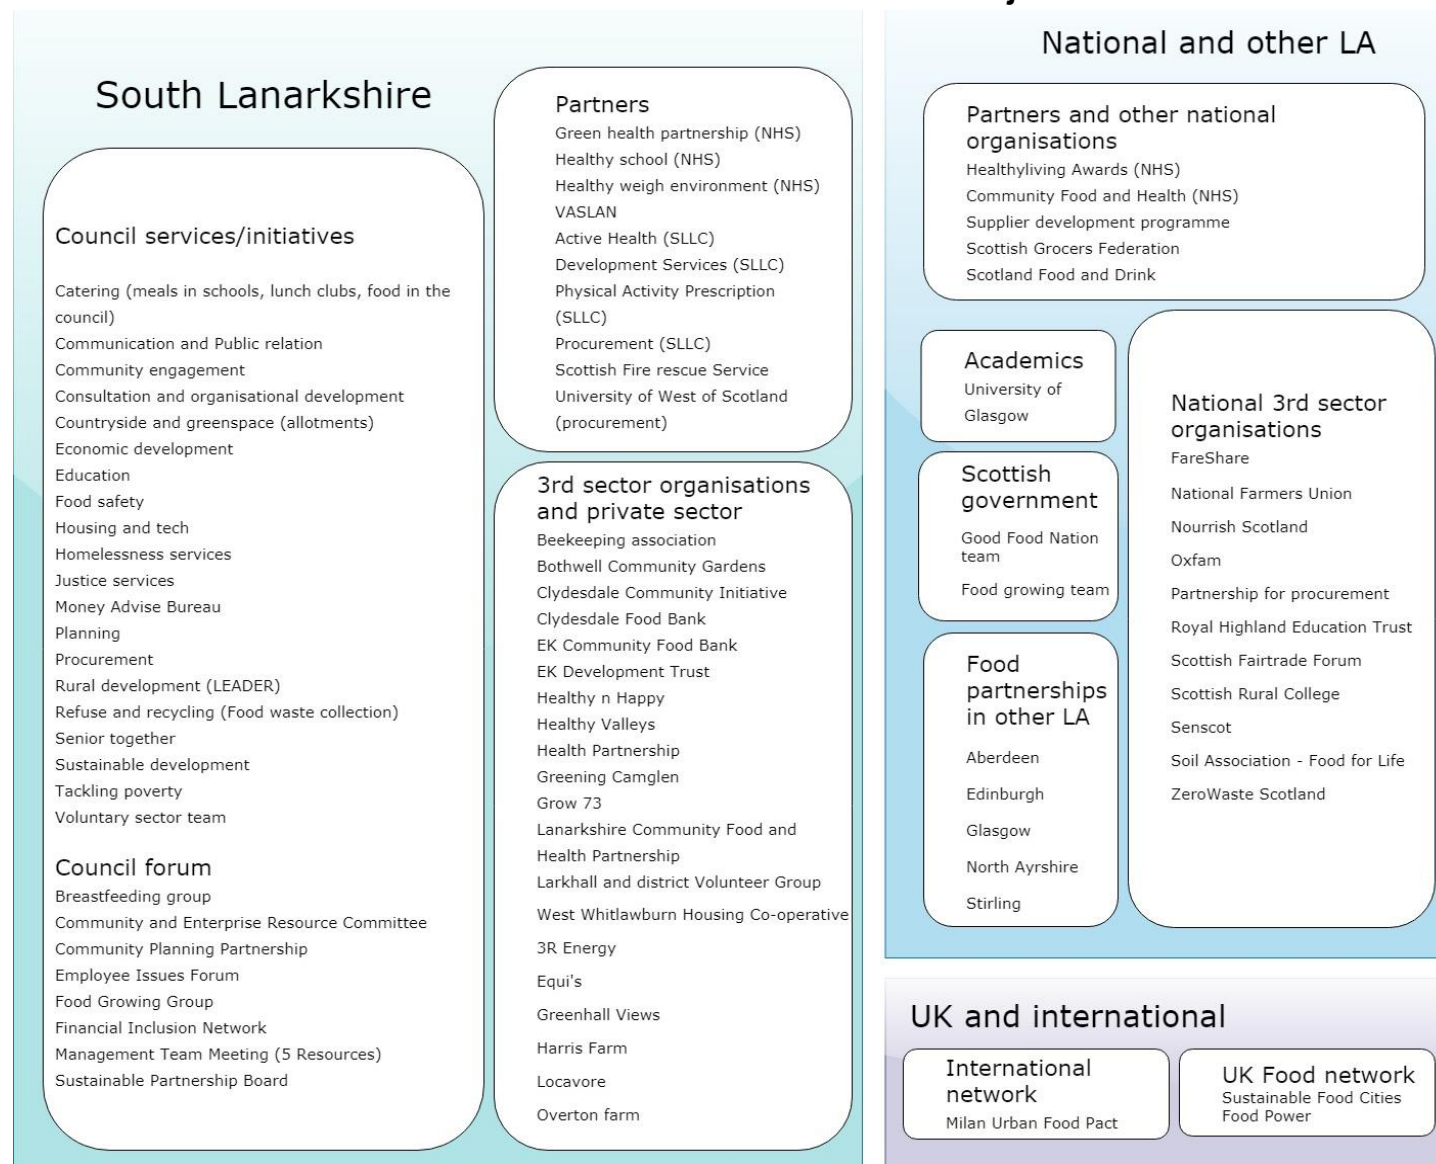 South Lanarkshire
Council services/initiatives
Catering (meals in schools, lunch clubs, food in the
council)
Communication and Public relation
Community engagement
Consultation and organisational development
Countryside and greenspace (allotments)
Economic development
Education
Food safety
Housing and tech
Homelessness services
Justice services
Money Advise Bureau
Planning
Procurement
Rural development (LEADER)
Refuse and recycling (Food waste collection)
Senior together
Sustainable development
Tackling poverty
Voluntary sector team
Council forum
Breastfeeding group
Community and Enterprise Resource Committee
Community Planning Partnership
Employee Issues Forum
Food Growing Group
Financial Inclusion Network
Management Team Meeting (5 Resources)
Sustainable Partnership Board
Partners
Green health partnership (NHS)
Healthy school (NHS)
Healthy weigh environment (NHS)
VASLAN
Active Health (SLLC)
Development Services (SLLC)
Physical Activity Prescription
(SLLC)
Procurement (SLLC)
Scottish Fire rescue Service
University of West of Scotland
(procurement)
3rd sector organisations
and private sector
Beekeeping association
Bothwell Community Gardens
Clydesdale Community Initiative
Clydesdale Food Bank
EK Community Food Bank
EK Development Trust
Healthy n Happy
Healthy Valleys
Health Partnership
Greening Camglen
Grow 73
Lanarkshire Community Food and
Health Partnership
Larkhall and district Volunteer Group
West Whitlawburn Housing Co-operative
3R Energy
Equi's
Greenhall Views
Harris Farm
Locavore
Overton farm
National and other LA
Partners and other national
organisations
Healthyliving Awards (NHS)
Community Food and Health (NHS)
Supplier development programme
Scottish Grocers Federation
Scotland Food and Drink
Academics
University of
Glasgow
Scottish
government
Good Food Nation
team
Food growing team
Food
partnerships
in other LA
Aberdeen
Edinburgh
Glasgow
North Ayrshire
Stirling
National 3rd sector
organisations
FareShare
National Farmers Union
Nourrish Scotland
Oxfam
Partnership for procurement
Royal Highland Education Trust
Scottish Fairtrade Forum
Scottish Rural College
Senscot
Soil Association - Food for Life
ZeroWaste Scotland
UK and international
International
network
Milan Urban Food Pact
UK Food network
Sustainable Food Cities
Food Power